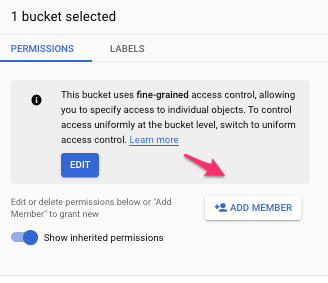 1 bucket selected
PERMISSIONS
LABELS
This bucket uses fine-grained access control, allowing
you to specify access to individual objects. To control
access uniformly at the bucket level, switch to uniform
access control. Learn more
EDIT
Edit or delete permissions below or "Add
Member" to grant new
ADD MEMBER
Show inherited permissions